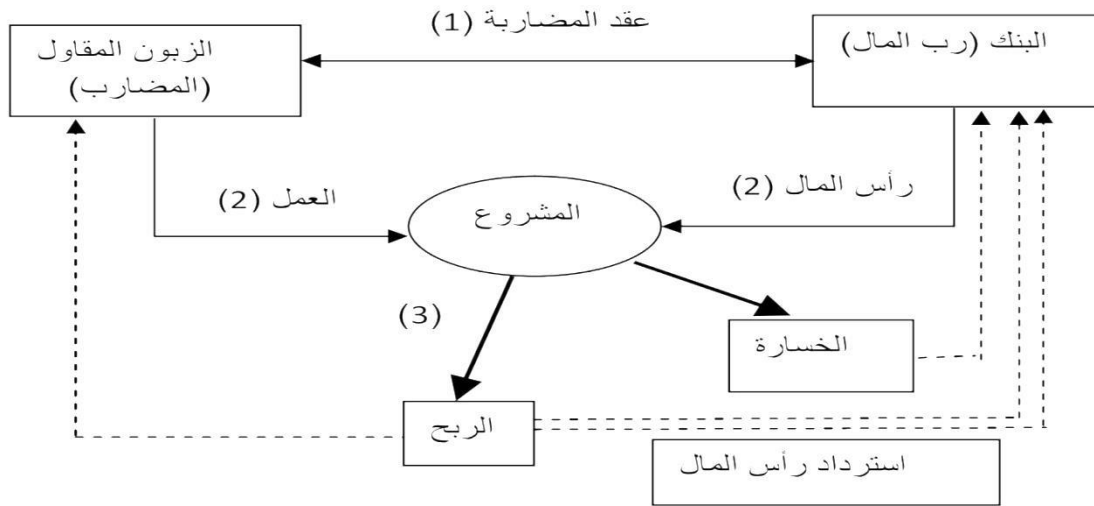 عقد المضاربة (1)
البنك (رب المال)
الزبون المقاول
(المضارب)
رأس المال (2)
العمل (2)
المشروع
(3)
الخسارة
الربح
استرداد رأس المال